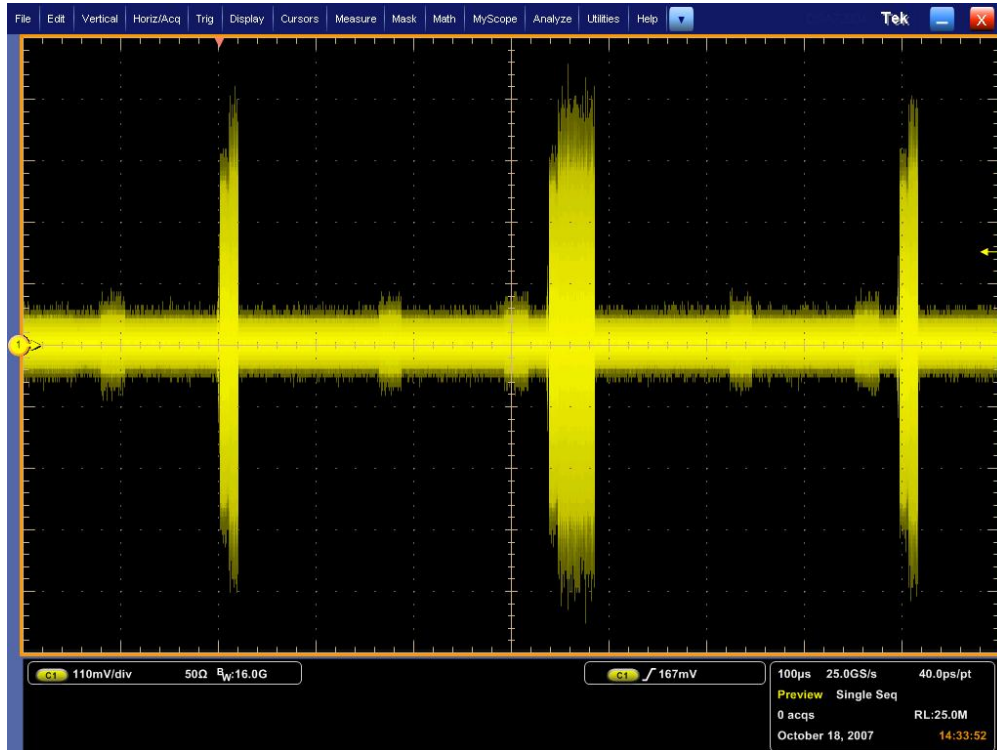 File Edit Vertical Horiz/Acq Trig Display Cursors Measure Mask Math MyScope Analyze Utilities Help Tek X
1
C1 110mV/div 50Ω BW:16.0G
C1 167mV
100µs 25.0GS/s 40.0ps/pt
Preview Single Seq
0 acqs RL:25.0M
October 18, 2007 14:33:52